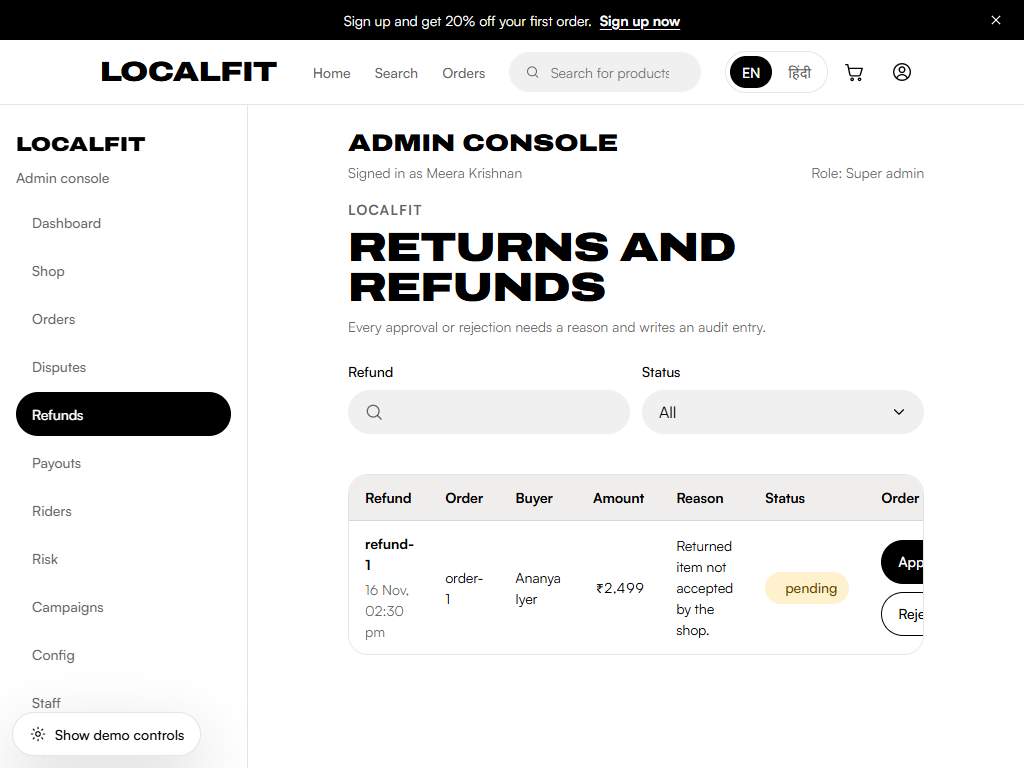 Sign up and get 20% off your first order. Sign up now
LOCALFIT
Home
Search
Orders
Search for products
EN
हिंदी
LOCALFIT
Admin console
Dashboard
Shop
Orders
Disputes
Refunds
Payouts
Riders
Risk
Campaigns
Config
Staff
Show demo controls
ADMIN CONSOLE
Signed in as Meera Krishnan
Role: Super admin
LOCALFIT
RETURNS AND
REFUNDS
Every approval or rejection needs a reason and writes an audit entry.
Refund
Status
All
Refund Order Buyer Amount Reason Status Order
refund-
1
16 Nov,
02:30
pm
order-
1
Ananya
Iyer
₹2,499
Returned
item not
accepted
by the
shop.
pending